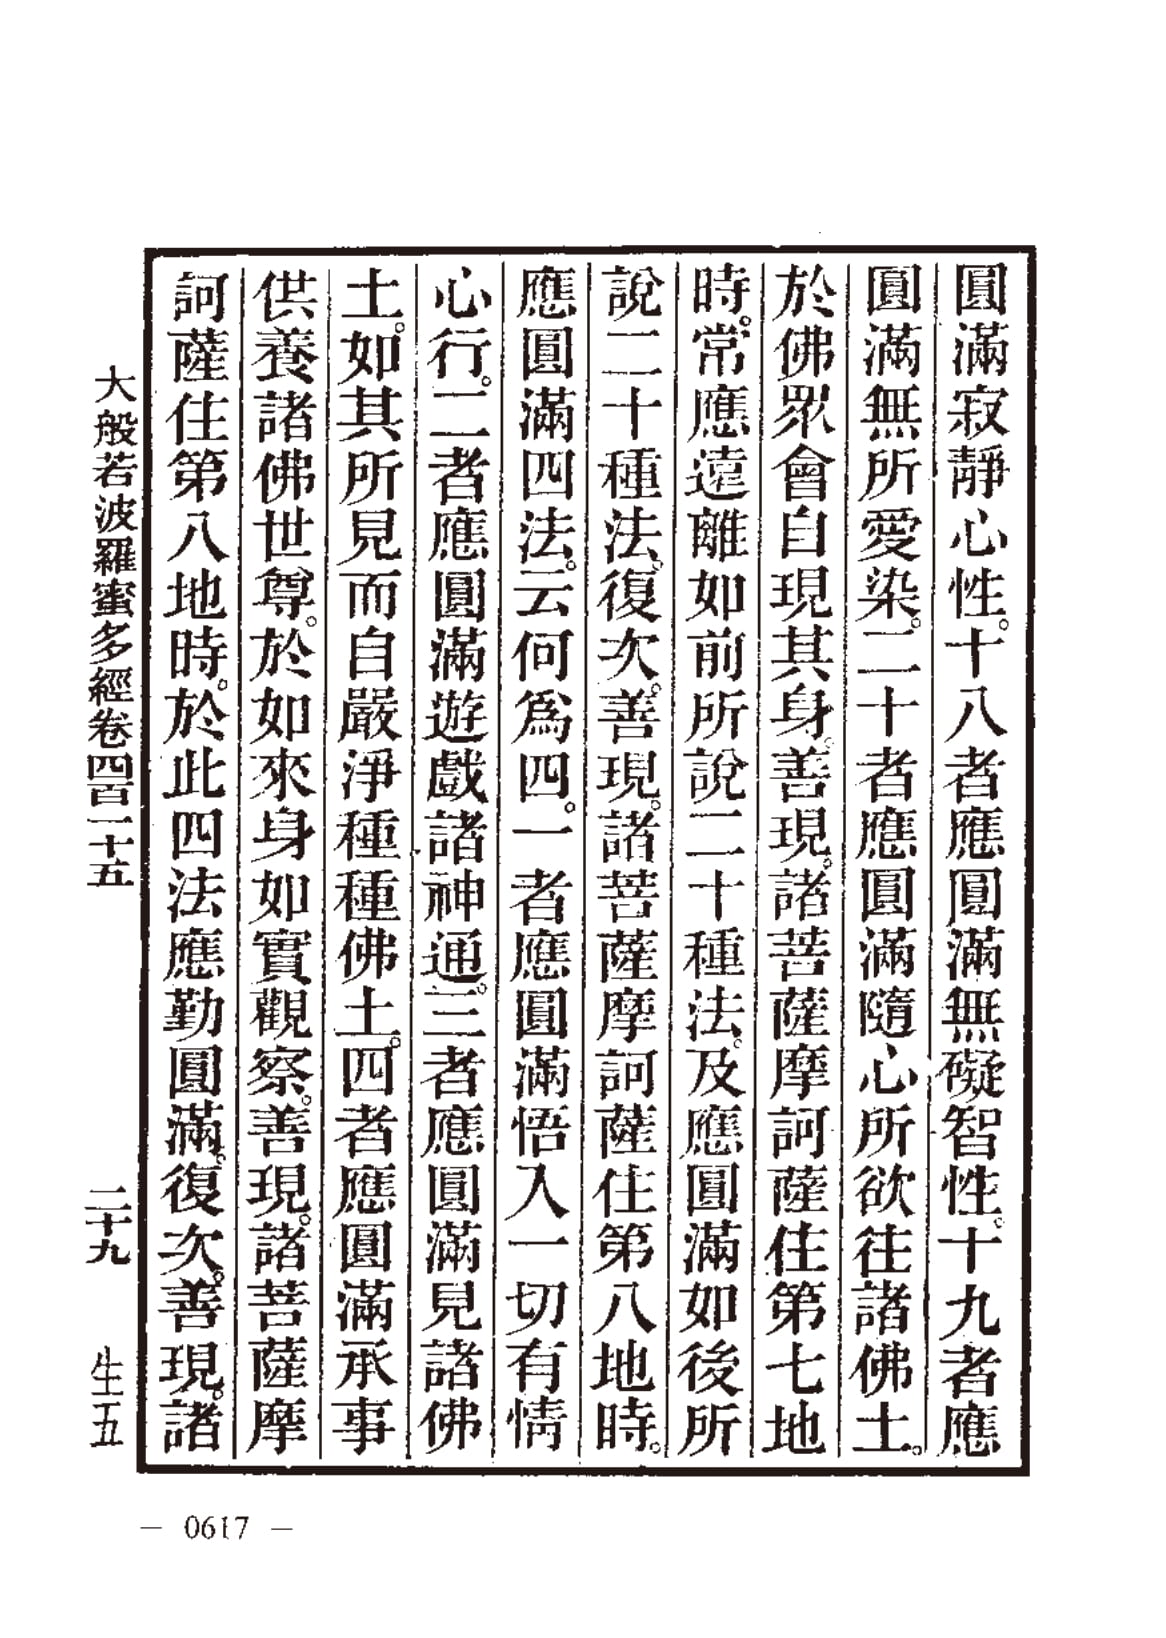 圓滿寂靜心性。十八者應圓滿無礙智性。十九者應
圓滿無所愛染。二十者應圓滿隨心所欲往諸佛土。
於佛眾會自現其身。善現。諸菩薩摩訶薩住第七地
時。常應遠離如前所說二十種法。及應圓滿如後所
說二十種法。復次。善現。諸菩薩摩訶薩住第八地時。
應圓滿四法。云何爲四。一者應圓滿悟入一切有情
心行。二者應圓滿遊戲諸神通。三者應圓滿見諸佛
土。如其所見而自嚴淨種種佛土。四者應圓滿承事
供養諸佛世尊。於如來身如實觀察。善現。諸菩薩摩
訶薩住第八地時。於此四法應勤圓滿。復次。善現。諸
大般若波羅蜜多經卷四百一十五 二十九 生五
— 0617 —